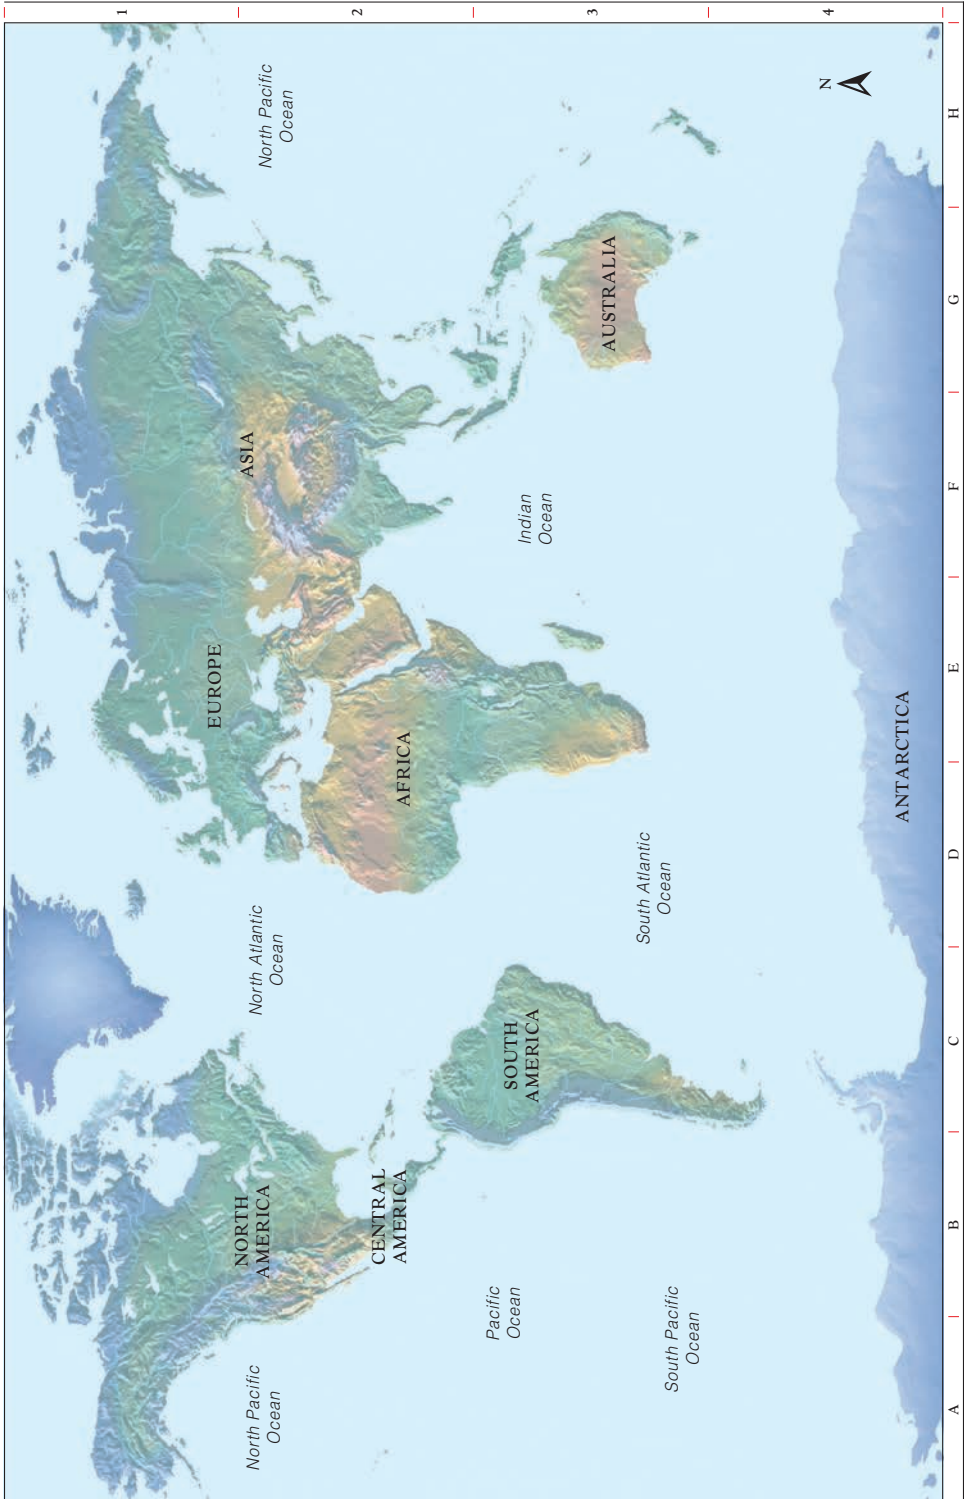 1
2
3
4
A
B
C
D
E
F
G
H
N
North Pacific
Ocean
NORTH
AMERICA
CENTRAL
AMERICA
Pacific
Ocean
South Pacific
Ocean
North Atlantic
Ocean
SOUTH
AMERICA
South Atlantic
Ocean
EUROPE
AFRICA
ASIA
Indian
Ocean
AUSTRALIA
North Pacific
Ocean
ANTARCTICA